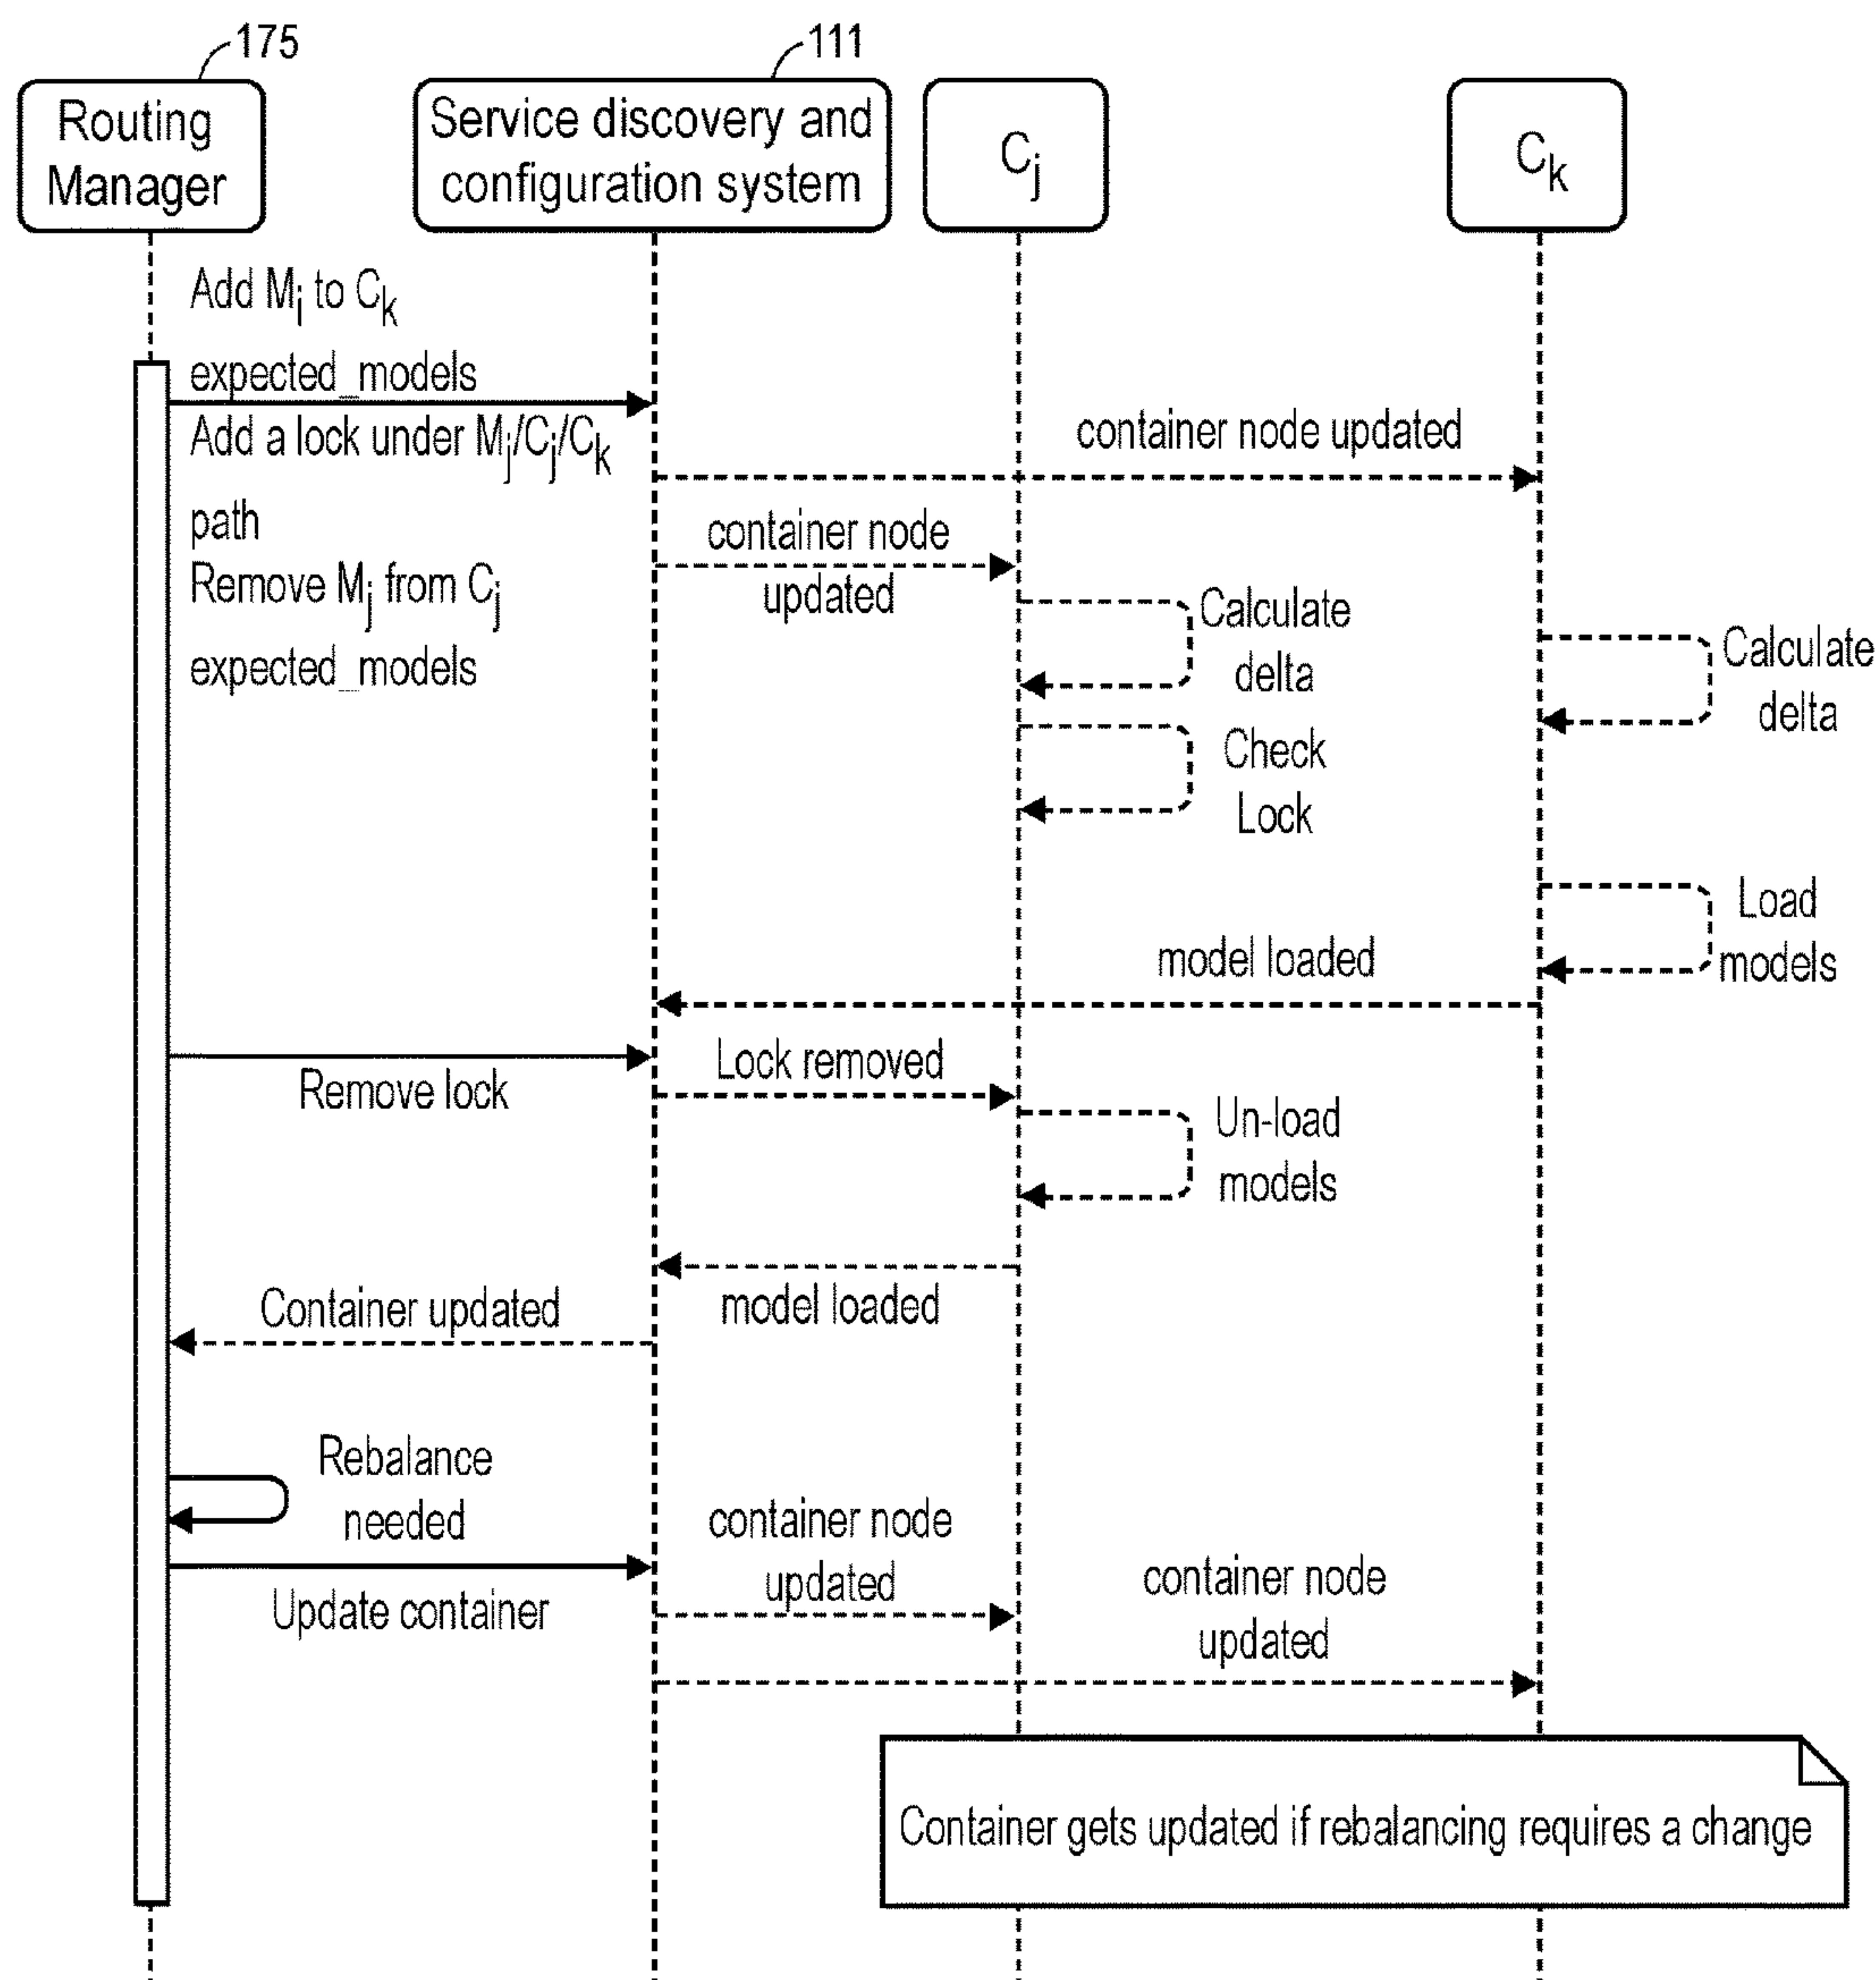 175
111
Routing
Manager
Service discovery and
configuration system
Cj
Ck
Add Mj to Ck
expected_models
Add a lock under Mj/Cj/Ck
path
Remove Mj from Cj
expected_models
container node updated
container node
updated
Calculate
delta
Calculate
delta
Check
Lock
Load
models
model loaded
Remove lock
Lock removed
Un-load
models
model loaded
Container updated
Rebalance
needed
container node
updated
Update container
container node
updated
Container gets updated if rebalancing requires a change